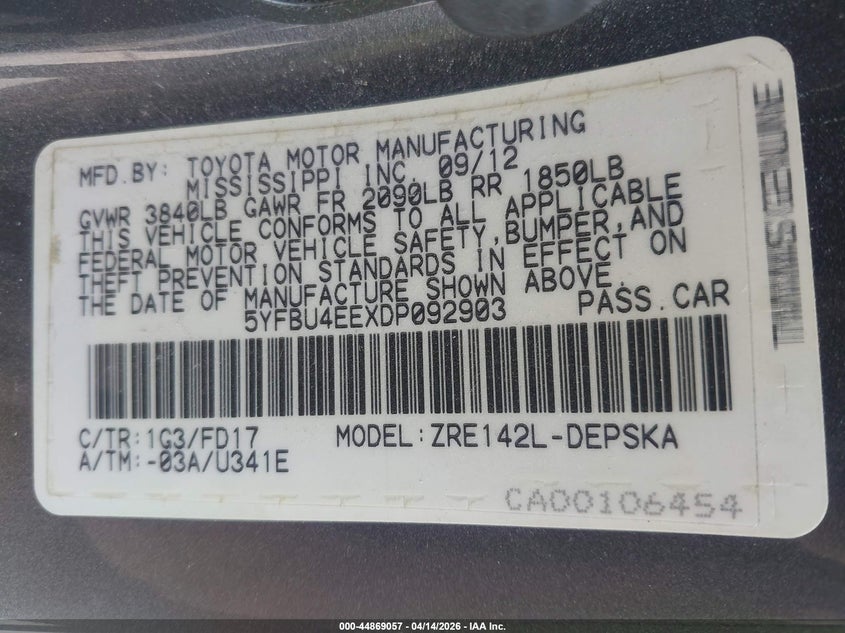 MFD.BY: TOYOTA MOTOR MANUFACTURING
MISSISSIPPI INC. 09/12
GVWR 3840LB GAWR FR 2090LB RR 1850LB
THIS VEHICLE CONFORMS TO ALL APPLICABLE
FEDERAL MOTOR VEHICLE SAFETY,BUMPER,AND
THEFT PREVENTION STANDARDS IN EFFECT ON
THE DATE OF MANUFACTURE SHOWN ABOVE.
5YFBU4EEXDP092903 PASS.CAR
C/TR:1G3/FD17 MODEL:ZRE142L-DEPSKA
A/TM:-03A/U341E
CA00106454
000-44869057 - 04/14/2026 - IAA Inc.